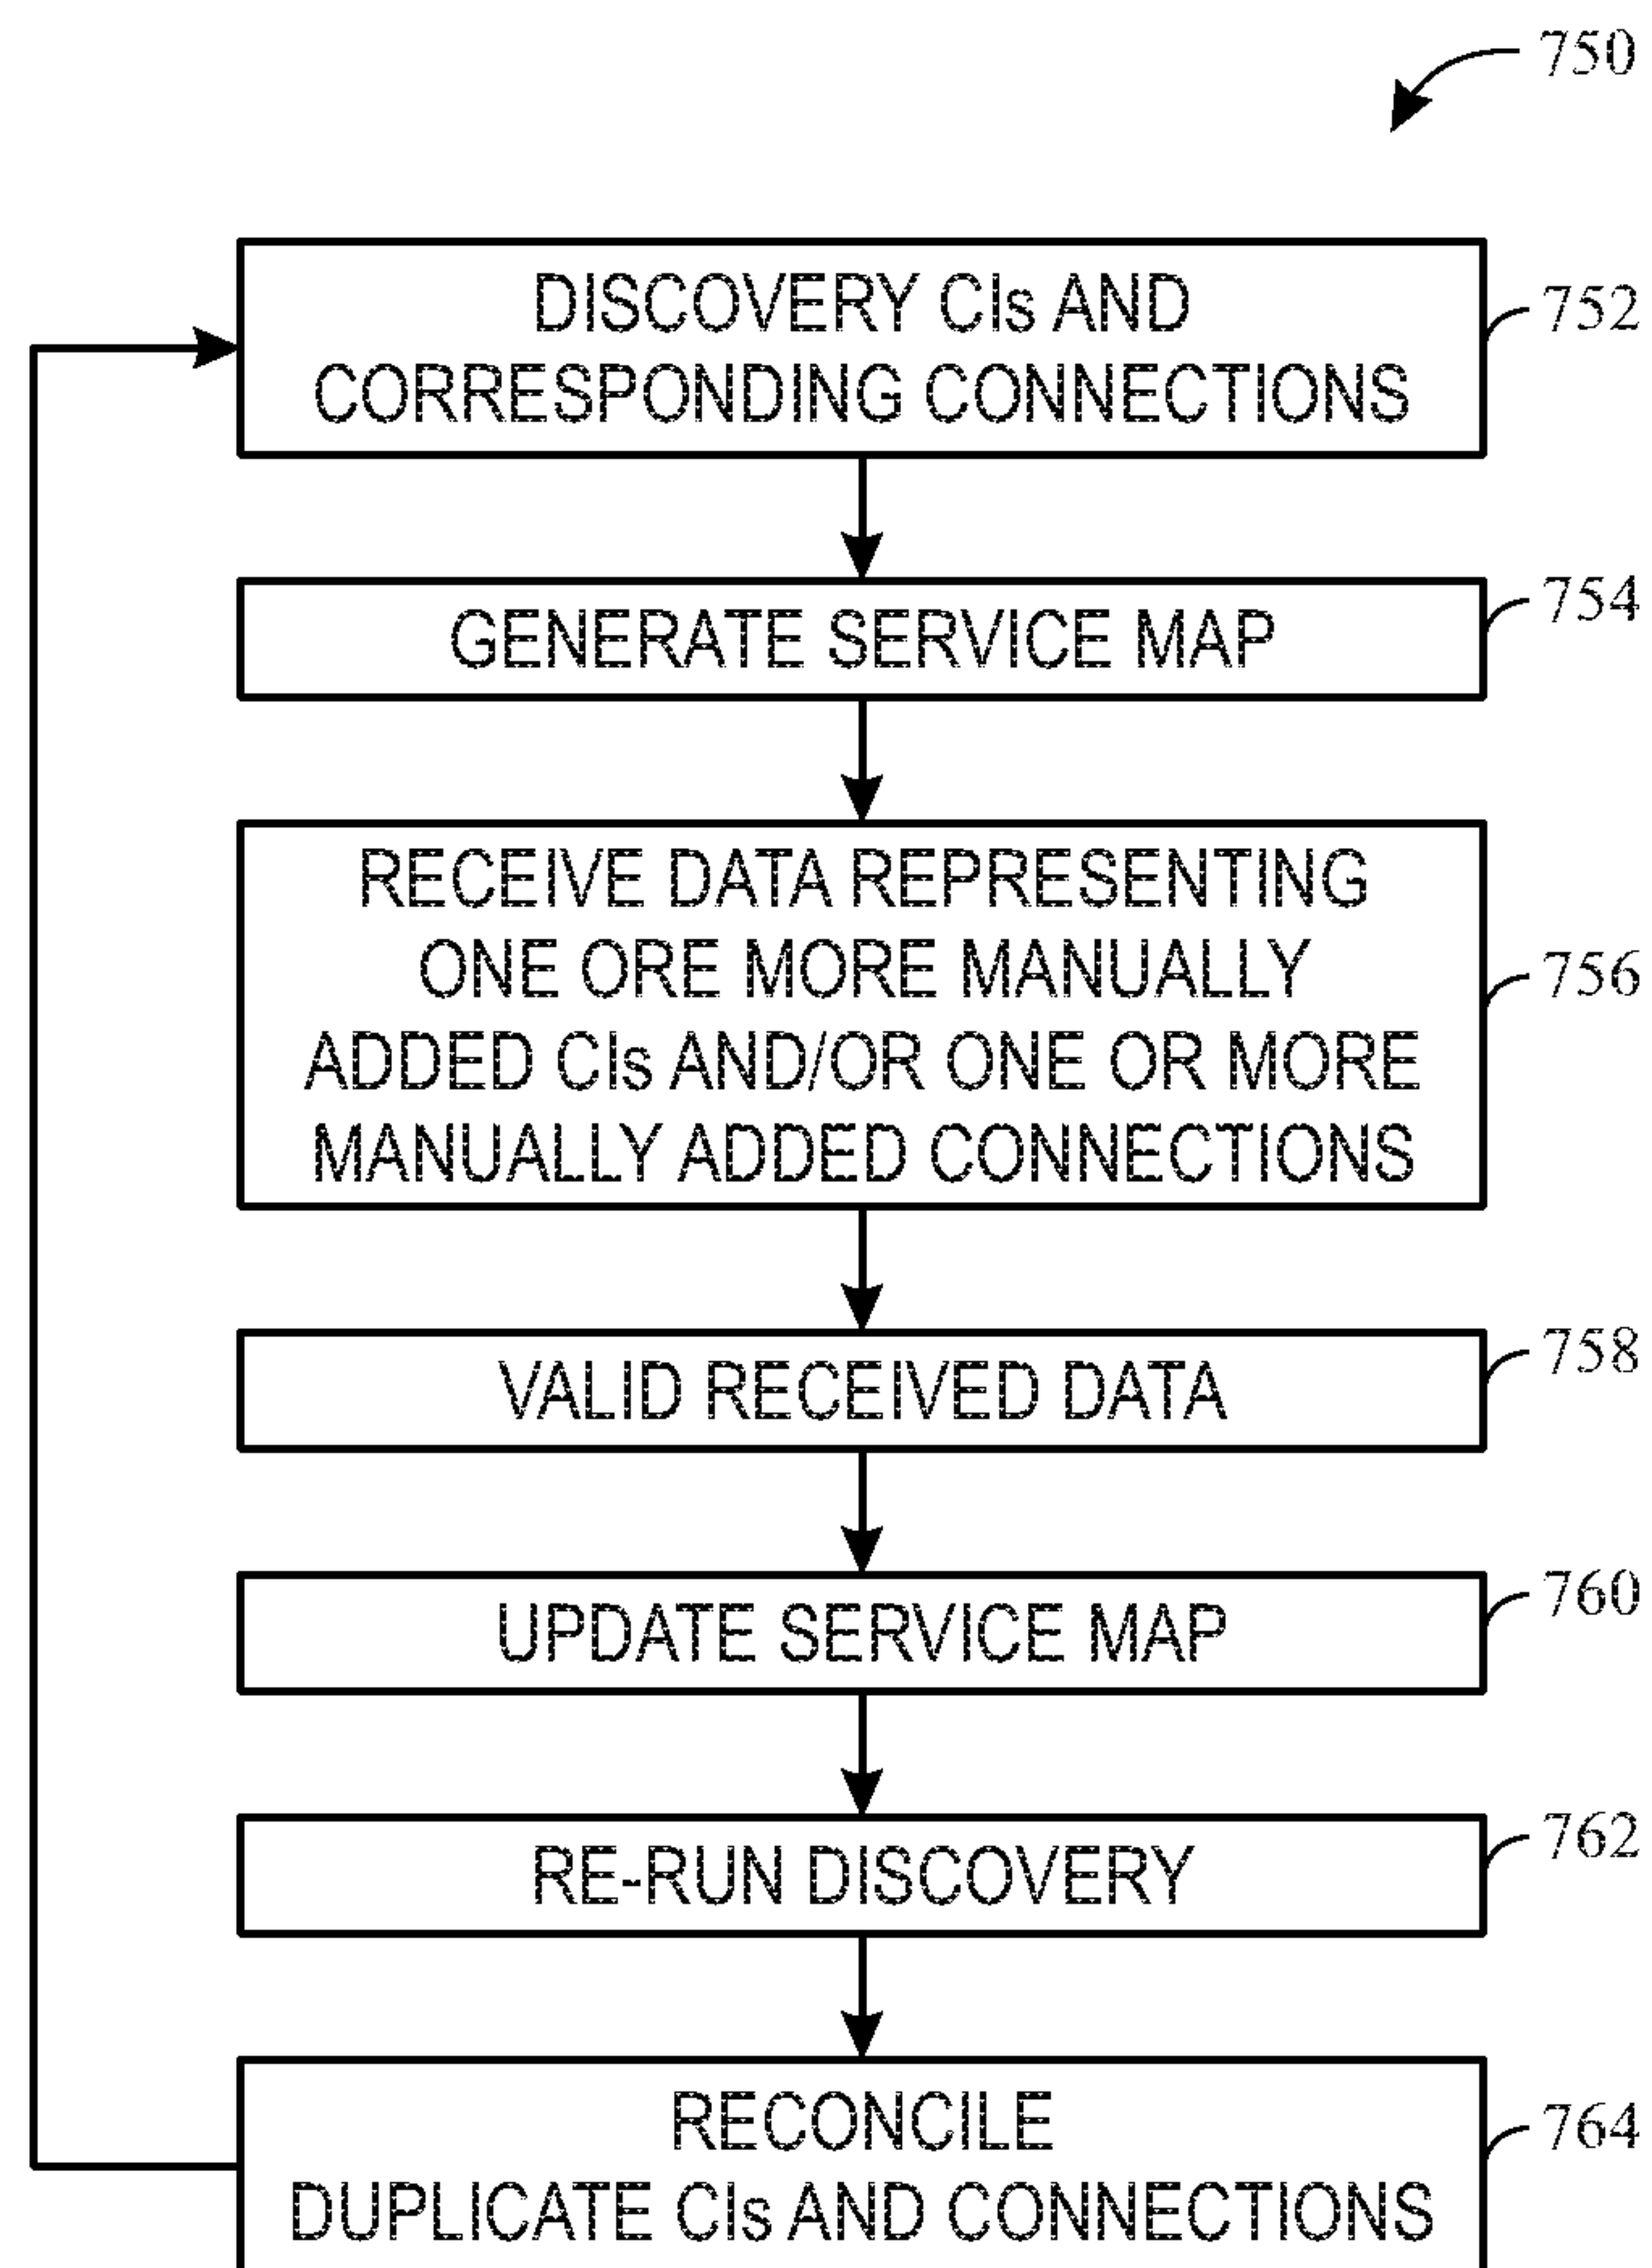 750
DISCOVERY CIs AND
CORRESPONDING CONNECTIONS
752
GENERATE SERVICE MAP
754
RECEIVE DATA REPRESENTING
ONE ORE MORE MANUALLY
ADDED CIs AND/OR ONE OR MORE
MANUALLY ADDED CONNECTIONS
756
VALID RECEIVED DATA
758
UPDATE SERVICE MAP
760
RE-RUN DISCOVERY
762
RECONCILE
DUPLICATE CIs AND CONNECTIONS
764